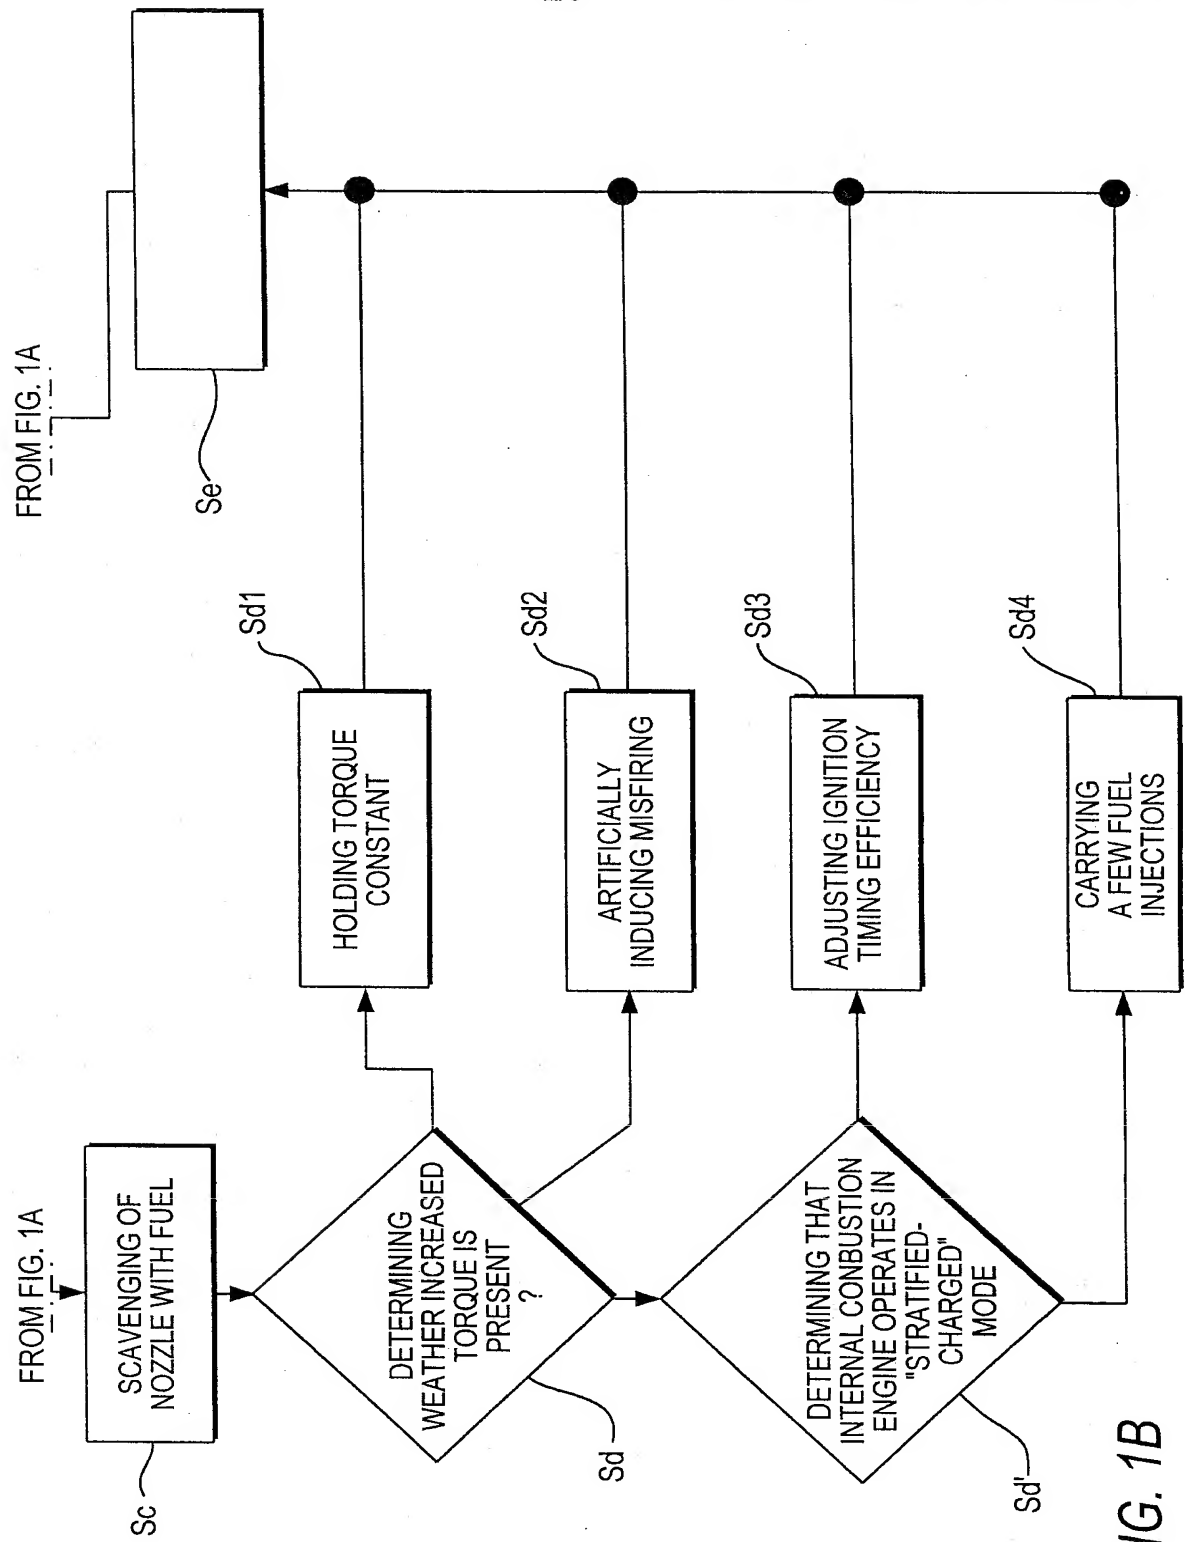 FROM FIG. 1A
SCAVENGING OF
NOZZLE WITH FUEL
Sc
DETERMINING
WEATHER INCREASED
TORQUE IS
PRESENT
?
Sd
HOLDING TORQUE
CONSTANT
Sd1
ARTIFICIALLY
INDUCING MISFIRING
Sd2
DETERMINING THAT
INTERNAL CONBUSTION
ENGINE OPERATES IN
"STRATIFIED-
CHARGED"
MODE
Sd'
ADJUSTING IGNITION
TIMING EFFICIENCY
Sd3
CARRYING
A FEW FUEL
INJECTIONS
Sd4
FROM FIG. 1A
Se
IG. 1B